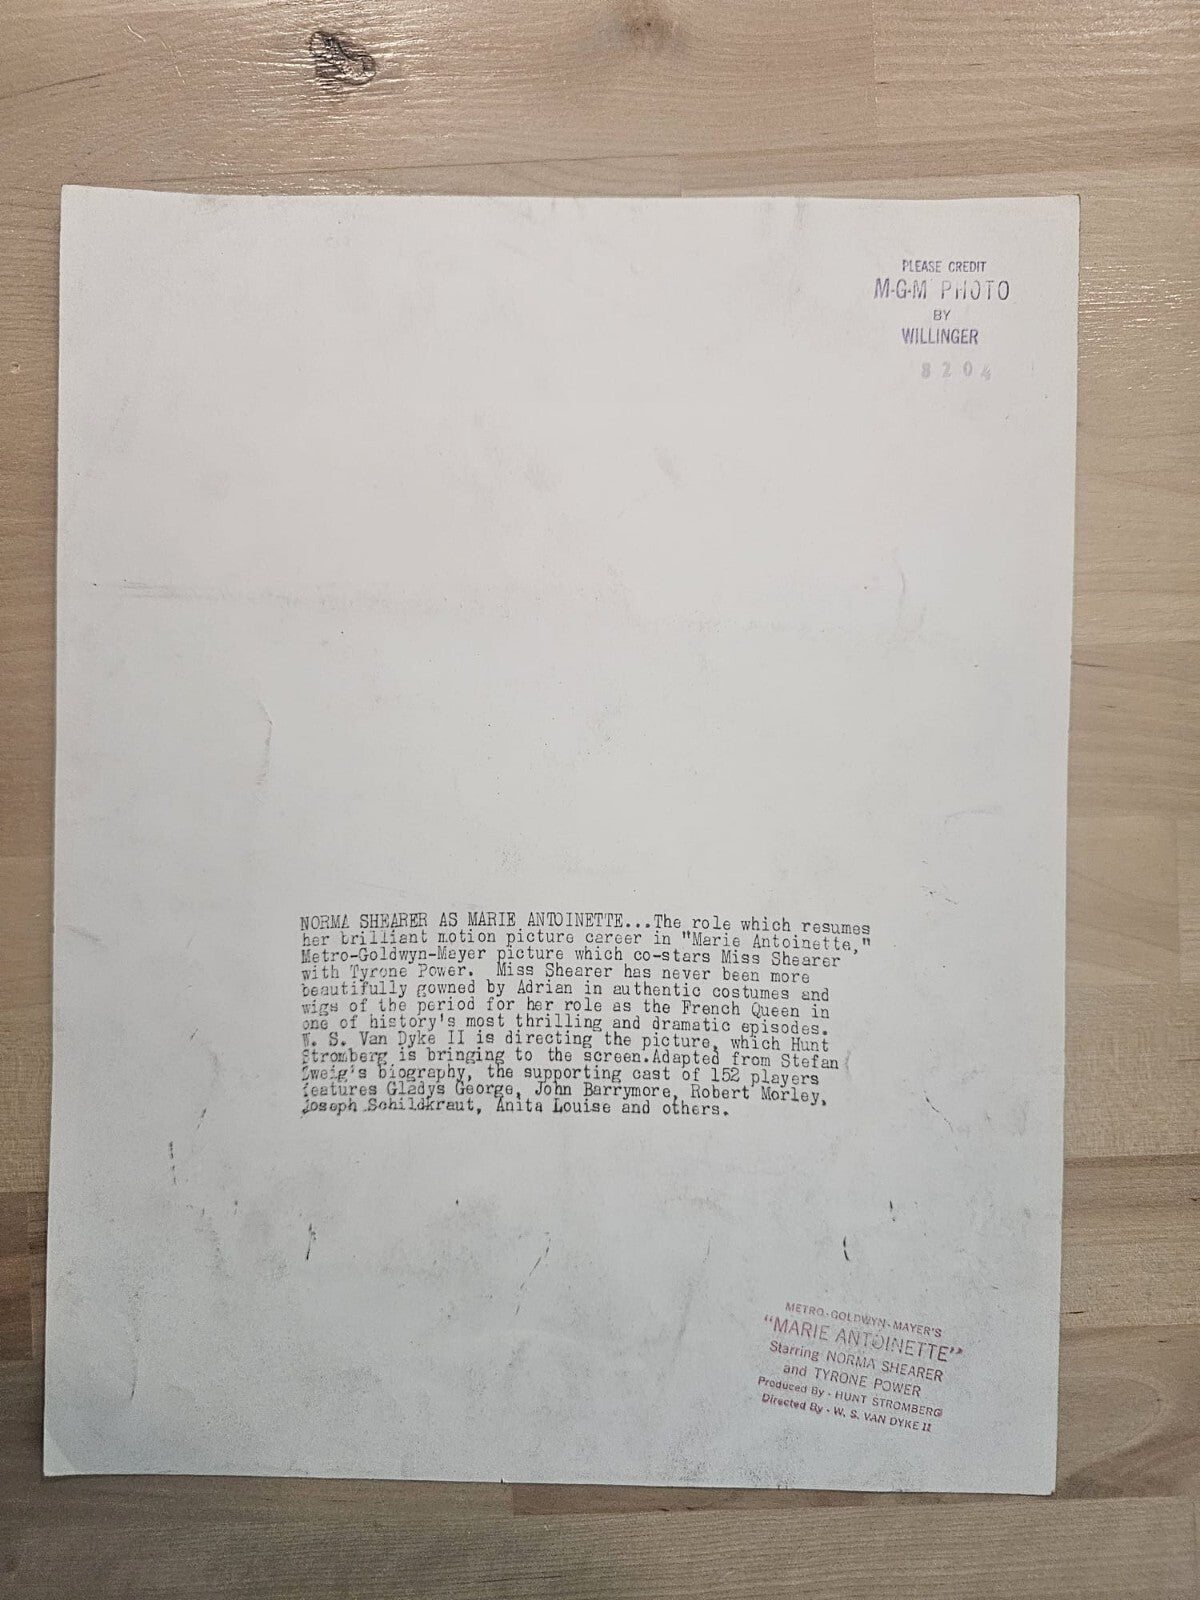 PLEASE CREDIT
M-G-M PHOTO
BY
WILLINGER
8204
NORMA SHEARER AS MARIE ANTOINETTE...The role which resumes
her brilliant motion picture career in "Marie Antoinette,"
Metro-Goldwyn-Mayer picture which co-stars Miss Shearer
with Tyrone Power. Miss Shearer has never been more
beautifully gowned by Adrian in authentic costumes and
wigs of the period for her role as the French Queen in
one of history's most thrilling and dramatic episodes.
W. S. Van Dyke II is directing the picture, which Hunt
Stromberg is bringing to the screen.Adapted from Stefan
Zweig's biography, the supporting cast of 152 players
features Gladys George, John Barrymore, Robert Morley,
Joseph Schildkraut, Anita Louise and others.
METRO-GOLDWYN-MAYER'S
"MARIE ANTOINETTE"
Starring NORMA SHEARER
and TYRONE POWER
Produced By - HUNT STROMBERG
Directed By - W. S. VAN DYKE II